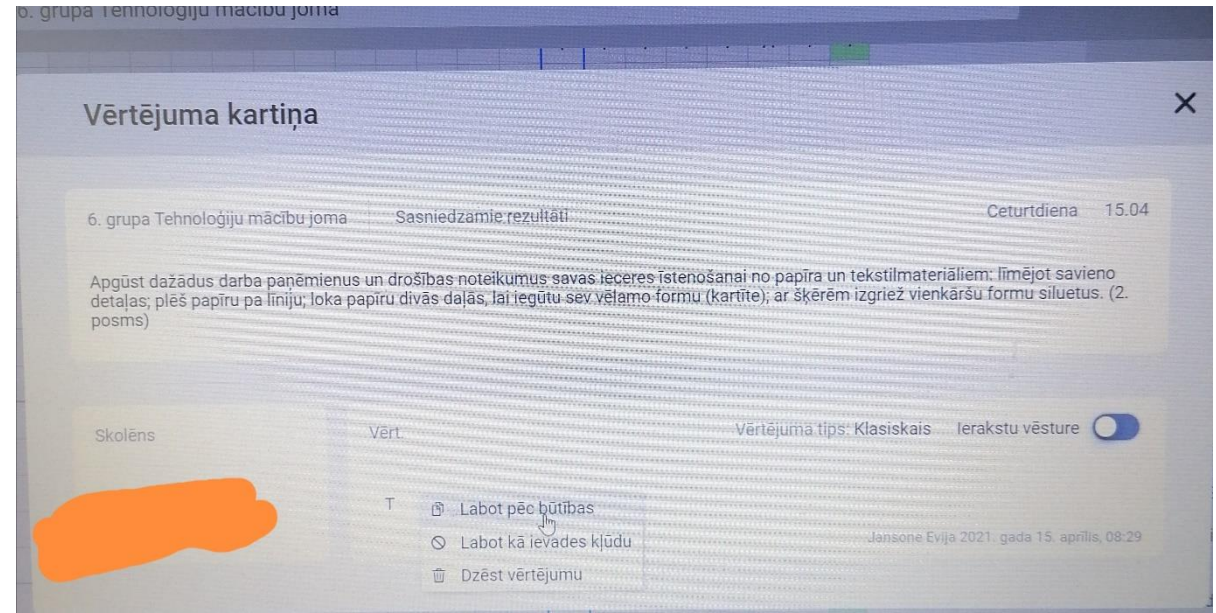 6. grupa Tehnoloģiju mācību joma
Vērtējuma kartiņa
6. grupa Tehnoloģiju mācību joma Sasniedzamie rezultāti Ceturtdiena 15.04
Apgūst dažādus darba paņēmienus un drošības noteikumus savas ieceres īstenošanai no papīra un tekstilmateriāliem: līmējot savieno
detaļas; plēš papīru pa līniju; loka papīru divās daļās, lai iegūtu sev vēlamo formu (kartīte); ar šķērēm izgriež vienkāršu formu siluetus. (2.
posms)
Skolēns Vērt. Vērtējuma tips: Klasiskais Ierakstu vēsture
T Labot pēc būtības
Labot kā ievades kļūdu Jansone Evija 2021. gada 15. aprīlis, 08:29
Dzēst vērtējumu